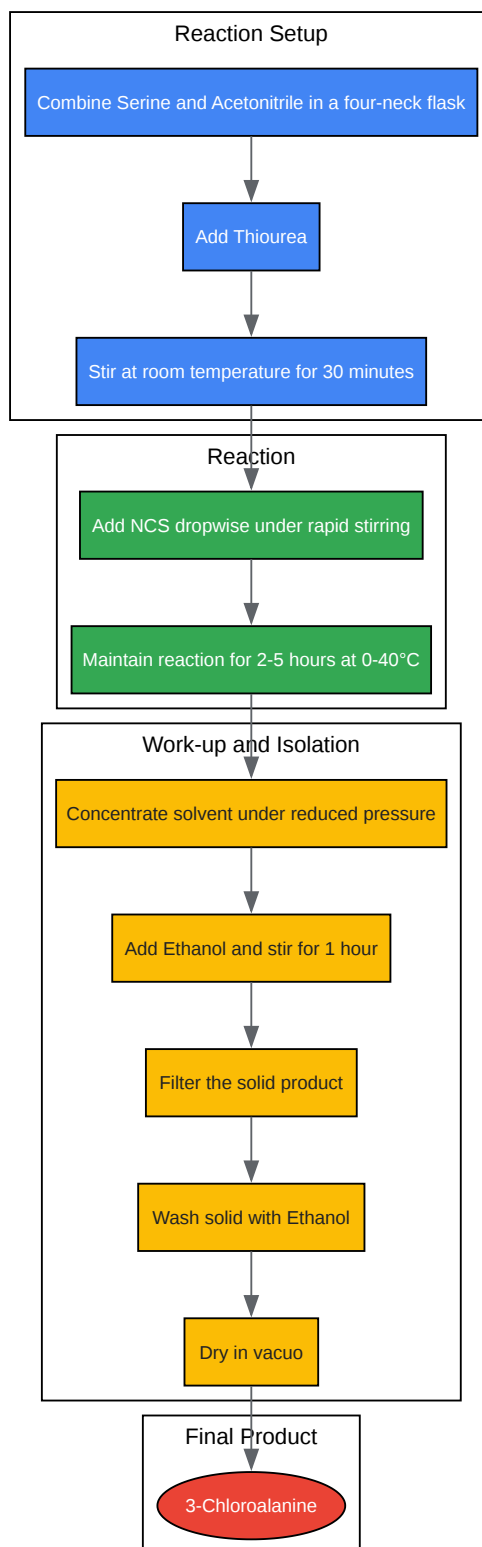 Reaction Setup
Combine Serine and Acetonitrile in a four-neck flask
Add Thiourea
Stir at room temperature for 30 minutes
Reaction
Add NCS dropwise under rapid stirring
Maintain reaction for 2-5 hours at 0-40°C
Work-up and Isolation
Concentrate solvent under reduced pressure
Add Ethanol and stir for 1 hour
Filter the solid product
Wash solid with Ethanol
Dry in vacuo
Final Product
3-Chloroalanine